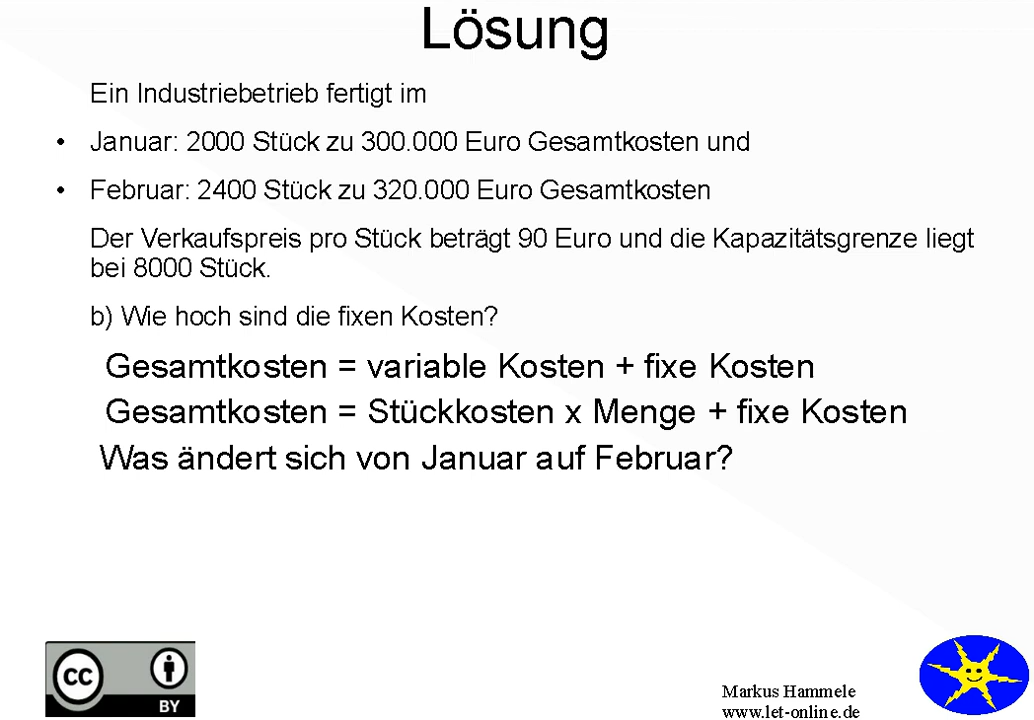 Lösung
Ein Industriebetrieb fertigt im
• Januar: 2000 Stück zu 300.000 Euro Gesamtkosten und
• Februar: 2400 Stück zu 320.000 Euro Gesamtkosten
Der Verkaufspreis pro Stück beträgt 90 Euro und die Kapazitätsgrenze liegt
bei 8000 Stück.
b) Wie hoch sind die fixen Kosten?
Gesamtkosten = variable Kosten + fixe Kosten
Gesamtkosten = Stückkosten x Menge + fixe Kosten
Was ändert sich von Januar auf Februar?
cc
BY
Markus Hammele
www.let-online.de